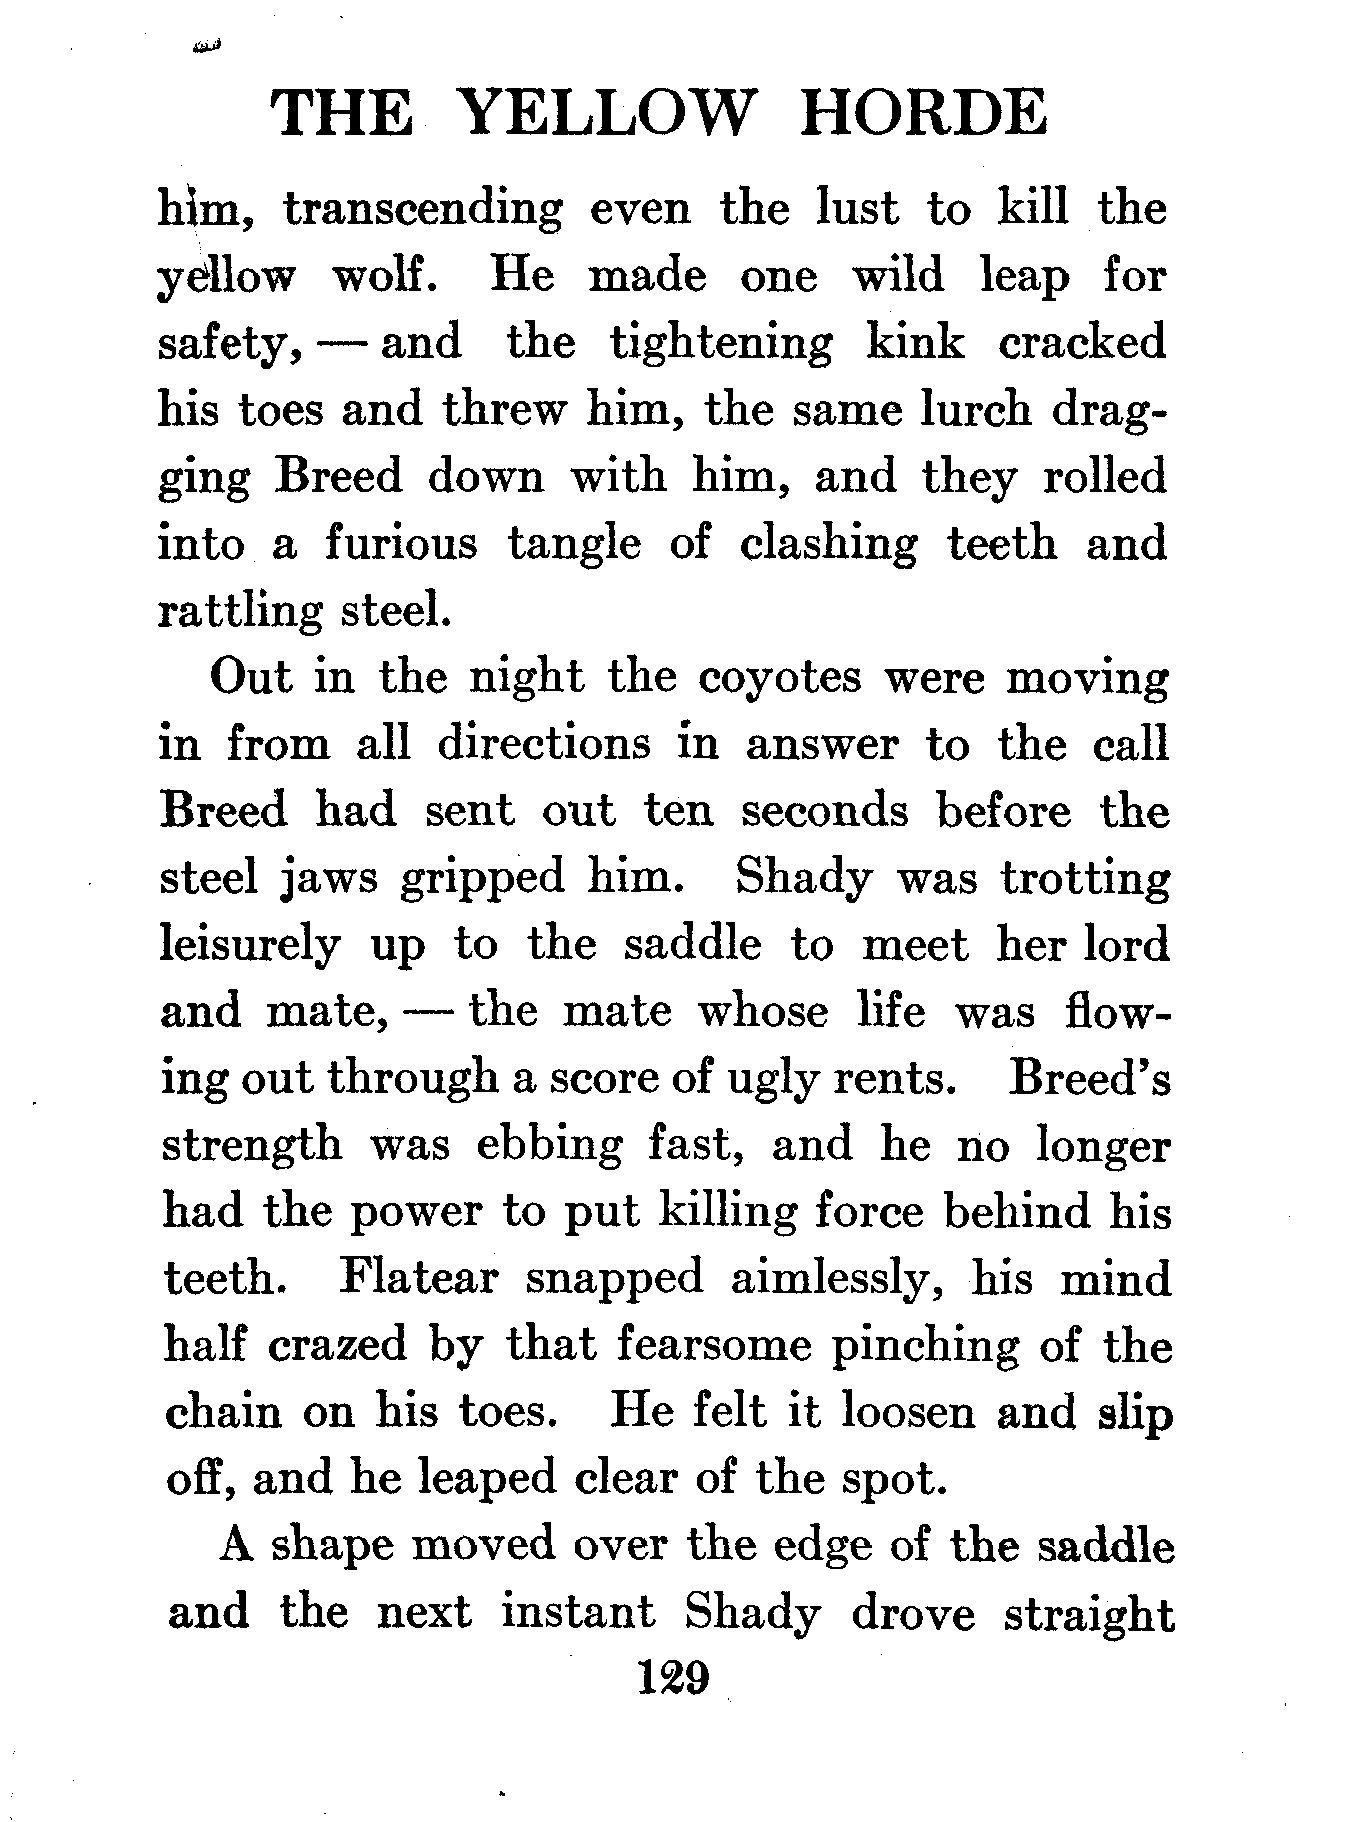 THE YELLOW HORDE
him, transcending even the lust to kill the
yellow wolf. He made one wild leap for
safety, — and the tightening kink cracked
his toes and threw him, the same lurch drag-
ging Breed down with him, and they rolled
into a furious tangle of clashing teeth and
rattling steel.
Out in the night the coyotes were moving
in from all directions in answer to the call
Breed had sent out ten seconds before the
steel jaws gripped him. Shady was trotting
leisurely up to the saddle to meet her lord
and mate, — the mate whose life was flow-
ing out through a score of ugly rents. Breed's
strength was ebbing fast, and he no longer
had the power to put killing force behind his
teeth. Flatear snapped aimlessly, his mind
half crazed by that fearsome pinching of the
chain on his toes. He felt it loosen and slip
off, and he leaped clear of the spot.
A shape moved over the edge of the saddle
and the next instant Shady drove straight
129